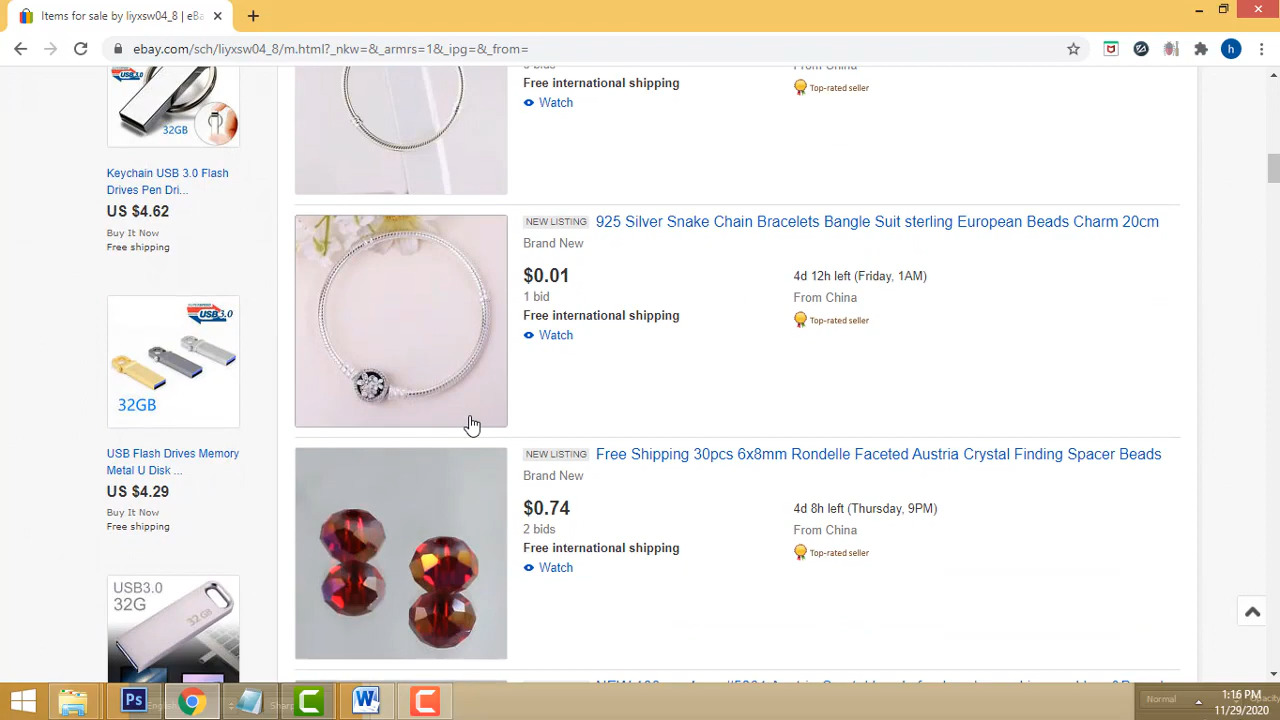 Items for sale by liyxsw04_8 | eBa
ebay.com/sch/liyxsw04_8/m.html?_nkw=&_armrs=1&_ipg=&_from=
h
USB3.0
32GB
Keychain USB 3.0 Flash
Drives Pen Dri...
US $4.62
Buy It Now
Free shipping
USB3.0
32GB
USB Flash Drives Memory
Metal U Disk ...
US $4.29
Buy It Now
Free shipping
USB3.0
32G
32 GB
From China
Free international shipping
Top-rated seller
Watch
NEW LISTING 925 Silver Snake Chain Bracelets Bangle Suit sterling European Beads Charm 20cm
Brand New
$0.01 4d 12h left (Friday, 1AM)
1 bid From China
Free international shipping Top-rated seller
Watch
NEW LISTING Free Shipping 30pcs 6x8mm Rondelle Faceted Austria Crystal Finding Spacer Beads
Brand New
$0.74 4d 8h left (Thursday, 9PM)
2 bids From China
Free international shipping Top-rated seller
Watch
Ps
C
W
C
Normal
1:16 PM
11/29/2020